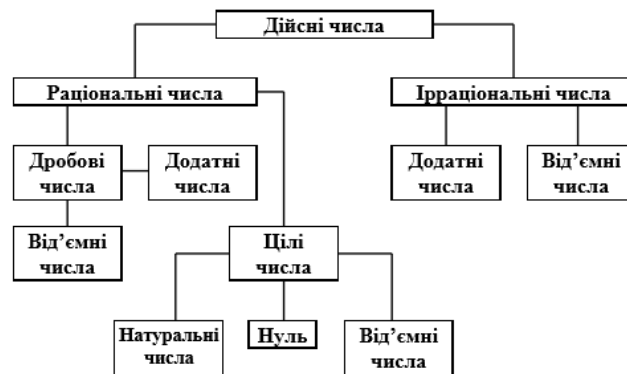 Дійсні числа
Раціональні числа
Ірраціональні числа
Дробові
числа
Додатні
числа
Додатні
числа
Від’ємні
числа
Від’ємні
числа
Цілі
числа
Натуральні
числа
Нуль
Від’ємні
числа